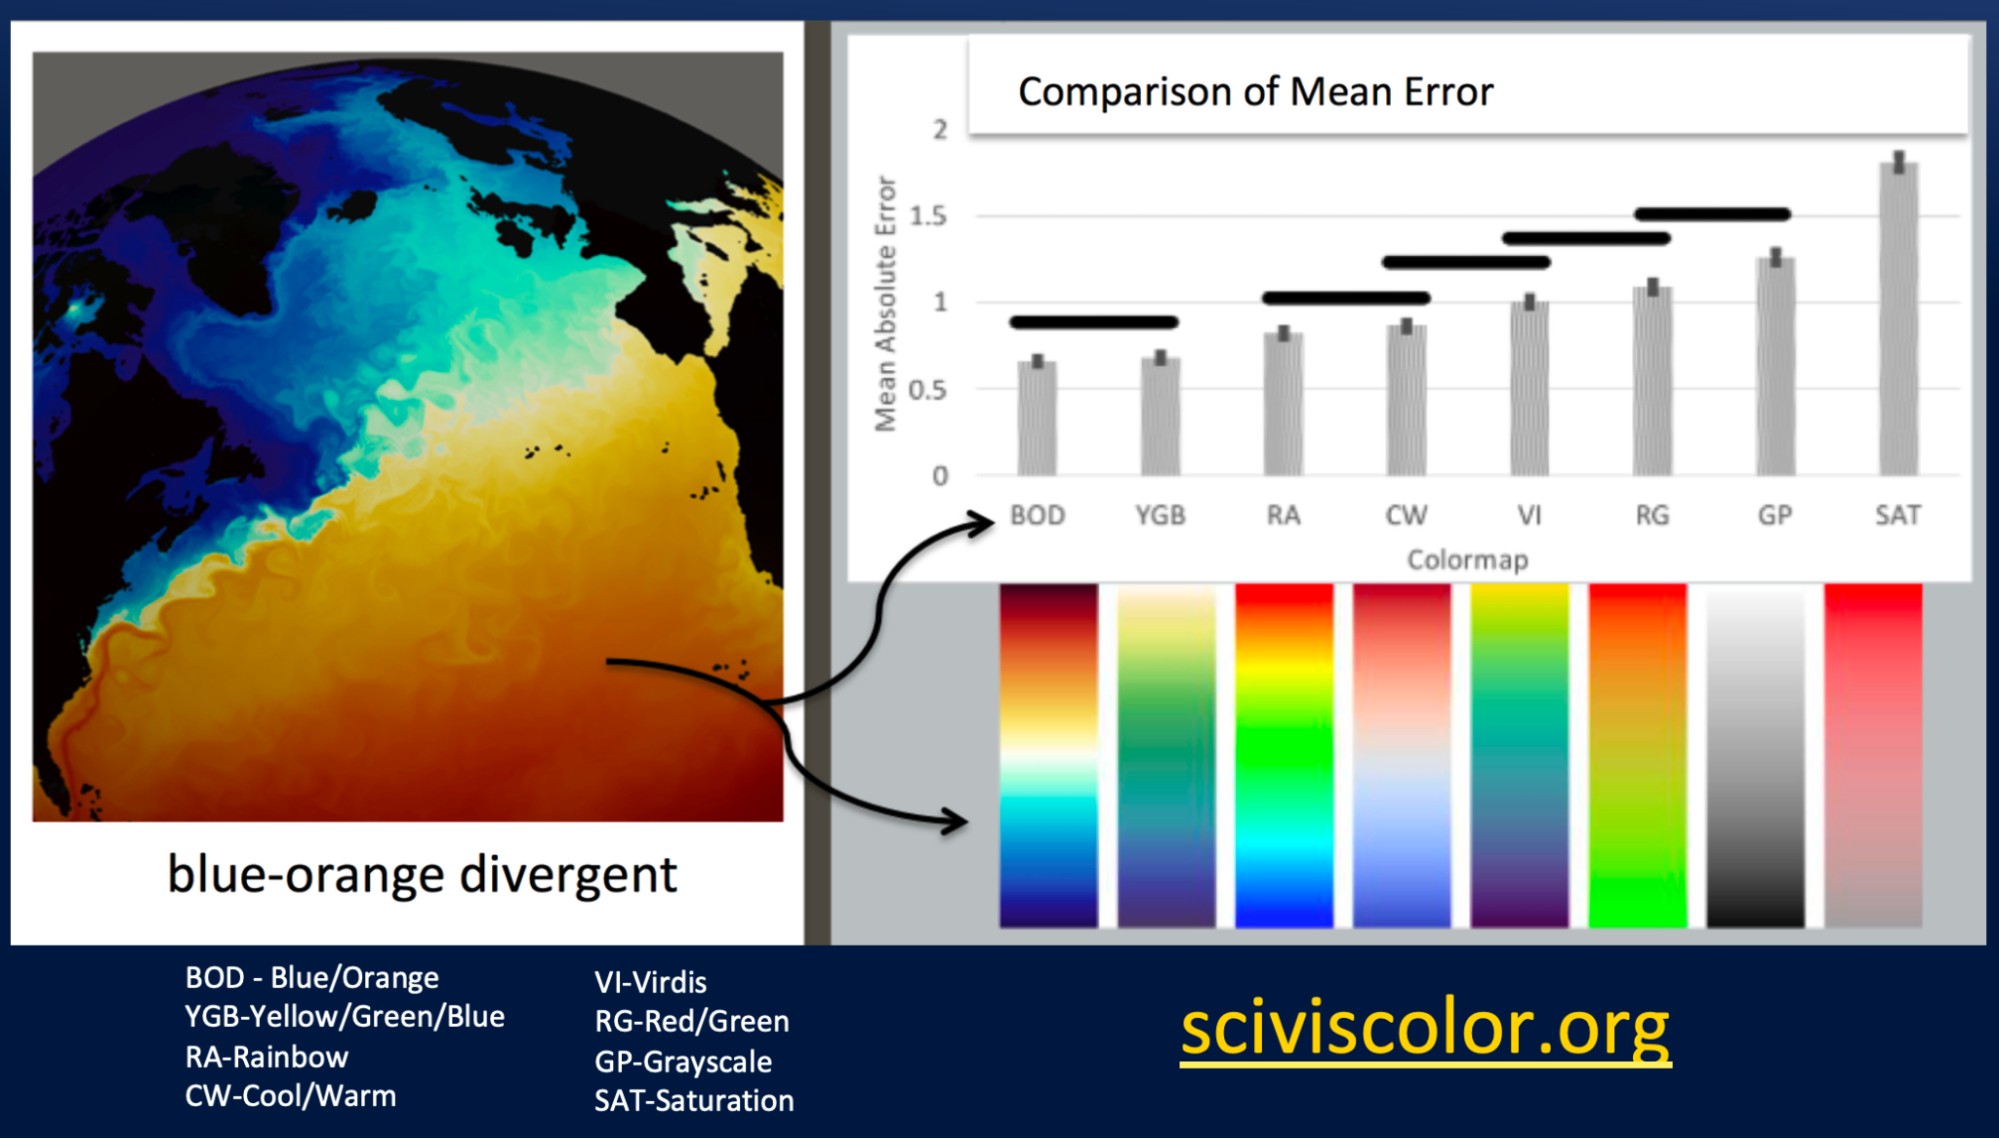 Comparison of Mean Error
Mean Absolute Error
2
1.5
1
0.5
0
BOD YGB RA CW VI RG GP SAT
Colormap
blue-orange divergent
BOD - Blue/Orange
YGB-Yellow/Green/Blue
RA-Rainbow
CW-Cool/Warm
VI-Virdis
RG-Red/Green
GP-Grayscale
SAT-Saturation
sciviscolor.org